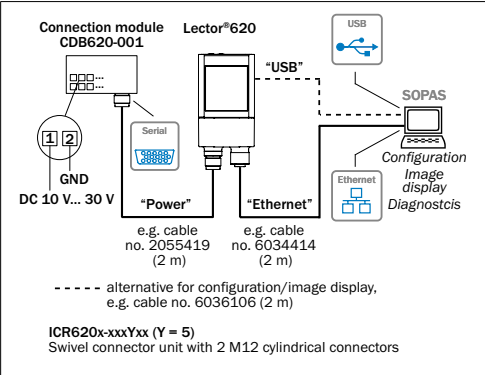 Connection module
CDB620-001
Lector®620
USB
"USB"
SOPAS
Serial
1 2
GND
DC 10 V... 30 V
Configuration
Image
display
Diagnostcis
Ethernet
"Power"
"Ethernet"
e.g. cable
no. 2055419
(2 m)
e.g. cable
no. 6034414
(2 m)
----- alternative for configuration/image display,
e.g. cable no. 6036106 (2 m)
ICR620x-xxxYxx (Y = 5)
Swivel connector unit with 2 M12 cylindrical connectors